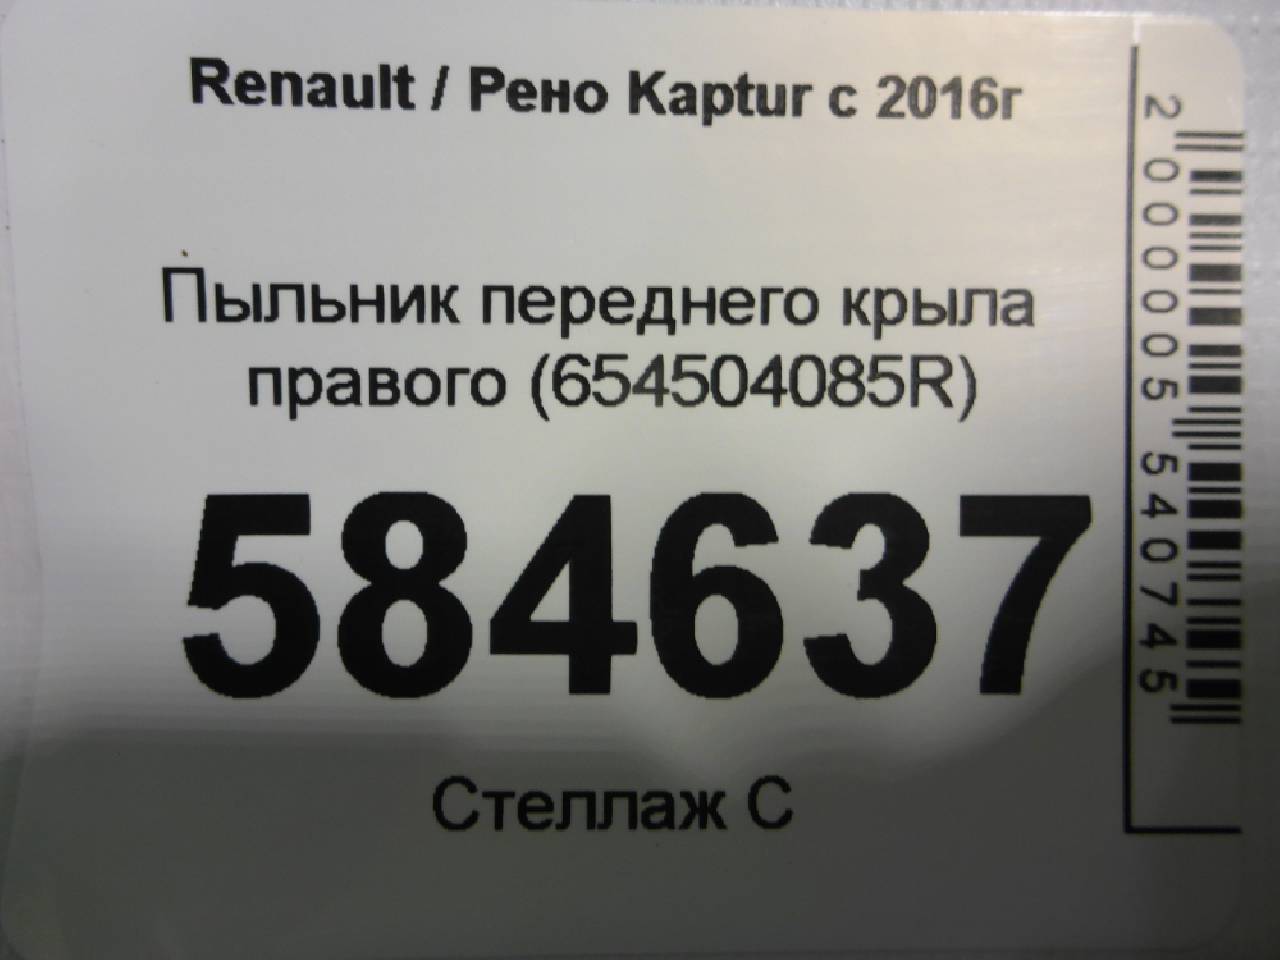 Renault / Рено Kaptur с 2016г
Пыльник переднего крыла
правого (654504085R)
584637
Стеллаж С
2000005540745